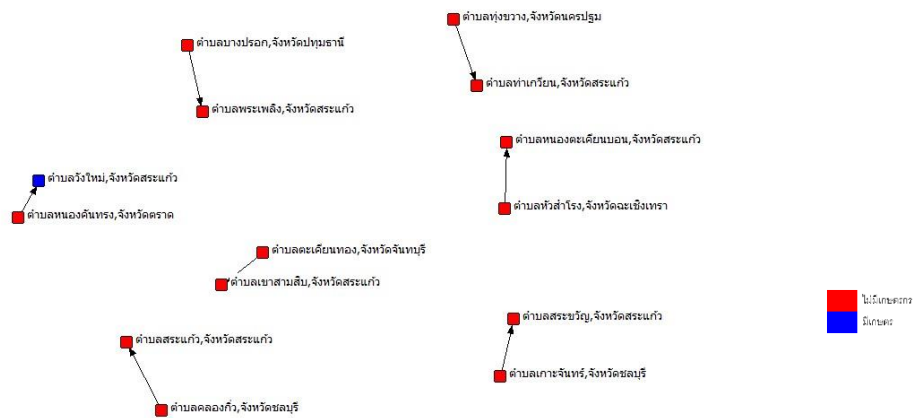 ตำบลทุ่งขวาง,จังหวัดนครปฐม
ตำบลบางปรอก,จังหวัดปทุมธานี
ตำบลท่าเกวียน,จังหวัดสระแก้ว
ตำบลพระเพลิง,จังหวัดสระแก้ว
ตำบลหนองตะเคียนบอน,จังหวัดสระแก้ว
ตำบลวังใหม่,จังหวัดสระแก้ว
ตำบลหัวสำโรง,จังหวัดฉะเชิงเทรา
ตำบลหนองคันทรง,จังหวัดตราด
ตำบลตะเคียนทอง,จังหวัดจันทบุรี
ตำบลเขาสามสิบ,จังหวัดสระแก้ว
ไม่มีเกษตรกร
ตำบลสระขวัญ,จังหวัดสระแก้ว
มีเกษตร
ตำบลสระแก้ว,จังหวัดสระแก้ว
ตำบลเกาะจันทร์,จังหวัดชลบุรี
ตำบลคลองกิ่ว,จังหวัดชลบุรี